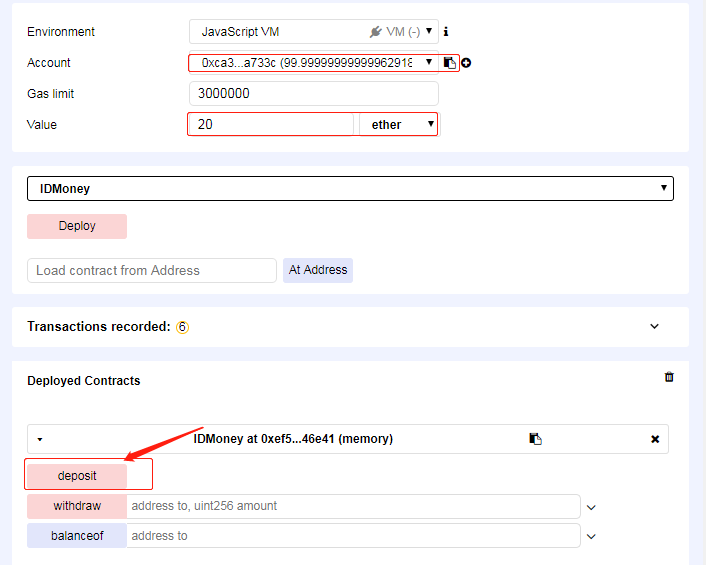 Environment JavaScript VM VM (-) i
Account 0xca3...a733c (99.99999999999962918
Gas limit 3000000
Value 20 ether
IDMoney
Deploy
Load contract from Address At Address
Transactions recorded: 6
Deployed Contracts
IDMoney at 0xef5...46e41 (memory)
deposit
withdraw address to, uint256 amount
balanceof address to